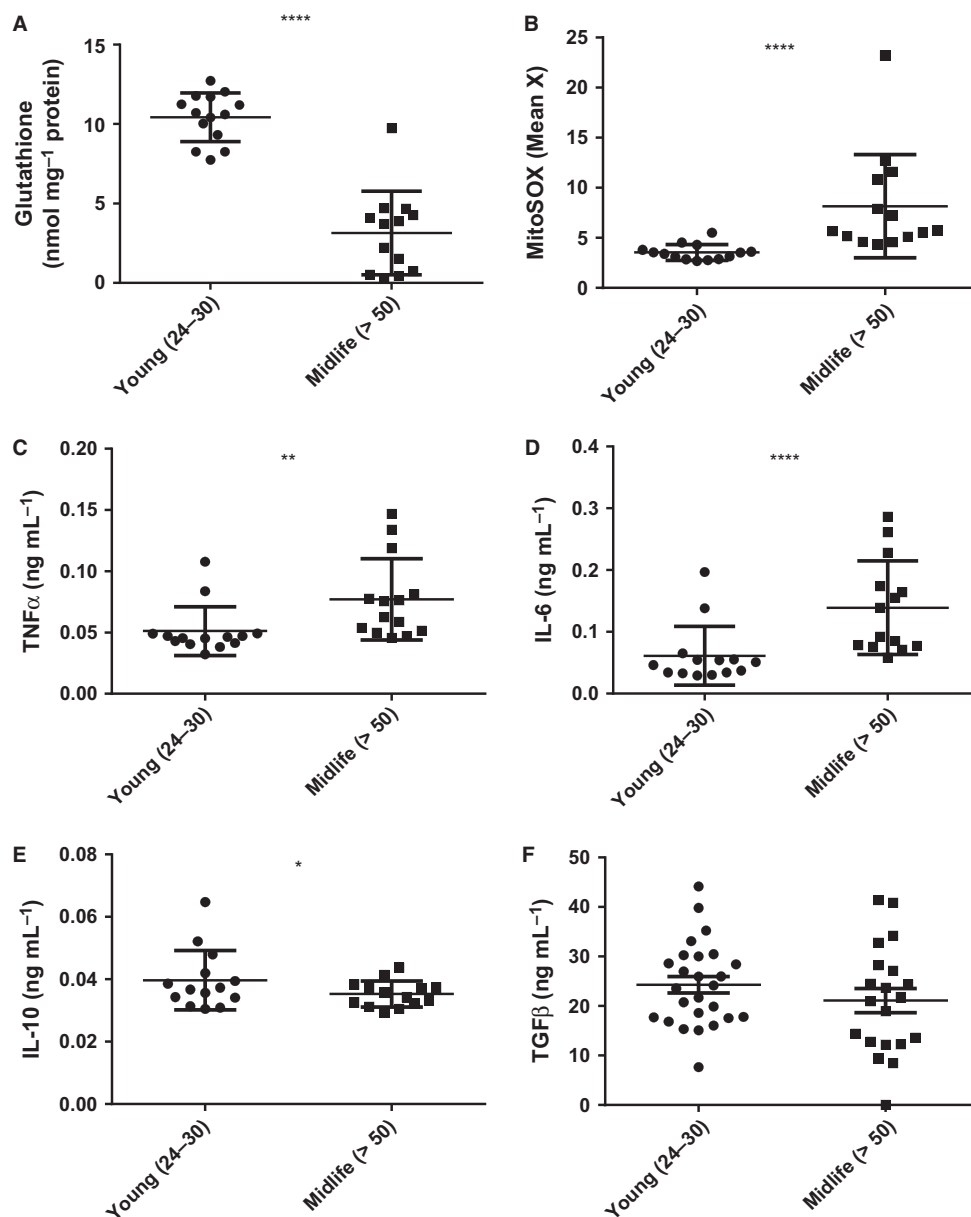 A
****
Glutathione
(nmol mg⁻¹ protein)
15
10
5
0
Young (24–30)
Midlife (> 50)
B
****
MitoSOX (Mean X)
25
20
15
10
5
0
Young (24–30)
Midlife (> 50)
C
**
TNFα (ng mL⁻¹)
0.20
0.15
0.10
0.05
0.00
Young (24–30)
Midlife (> 50)
D
****
IL-6 (ng mL⁻¹)
0.4
0.3
0.2
0.1
0.0
Young (24–30)
Midlife (> 50)
E
*
IL-10 (ng mL⁻¹)
0.08
0.06
0.04
0.02
0.00
Young (24–30)
Midlife (> 50)
F
TGFβ (ng mL⁻¹)
50
40
30
20
10
0
Young (24–30)
Midlife (> 50)